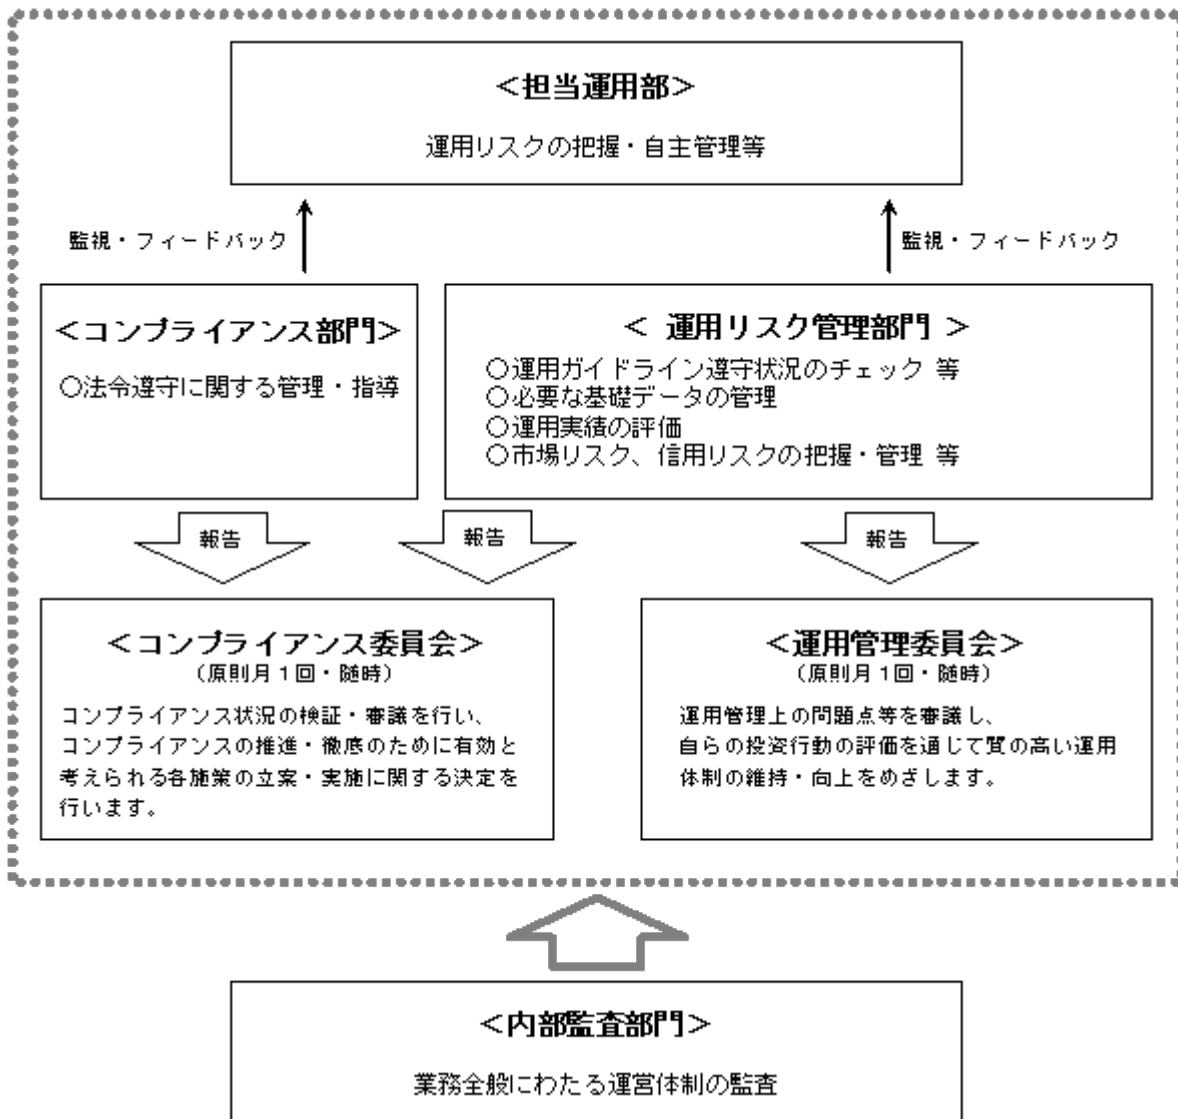 <担当運用部>
運用リスクの把握・自主管理等
監視・フィードバック
監視・フィードバック
<コンプライアンス部門>
○法令遵守に関する管理・指導
< 運用リスク管理部門 >
○運用ガイドライン遵守状況のチェック 等
○必要な基礎データの管理
○運用実績の評価
○市場リスク、信用リスクの把握・管理 等
報告
報告
報告
<コンプライアンス委員会>
(原則月1回・随時)
コンプライアンス状況の検証・審議を行い、
コンプライアンスの推進・徹底のために有効と
考えられる各施策の立案・実施に関する決定を
行います。
<運用管理委員会>
(原則月1回・随時)
運用管理上の問題点等を審議し、
自らの投資行動の評価を通じて質の高い運用
体制の維持・向上をめざします。
<内部監査部門>
業務全般にわたる運営体制の監査